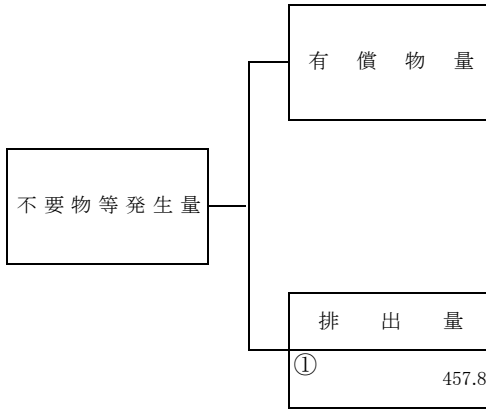 有償物量
不要物等発生量
排出量
①
457.8